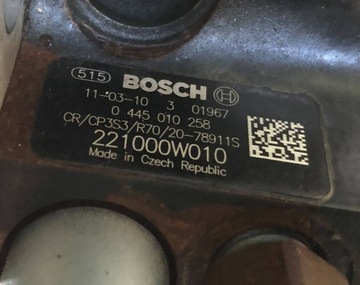 515 BOSCH
11-03-10 3 01967
0 445 010 258
CR/CP3S3/R70/20-78911S
221000W010
Made in Czech Republic